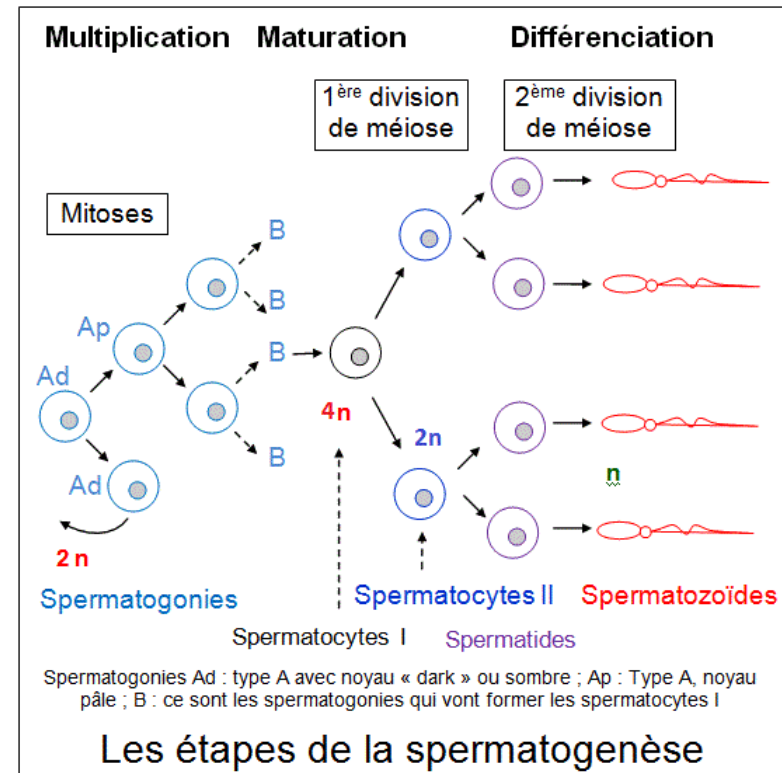 Multiplication Maturation Différenciation
1ère division de méiose
2ème division de méiose
Mitoses
B
B
Ap
B
Ad
4n
2n
B
n
Ad
2 n
Spermatogonies
Spermatocytes II
Spermatozoïdes
Spermatocytes I
Spermatides
Spermatogonies Ad : type A avec noyau « dark » ou sombre ; Ap : Type A, noyau
pâle ; B : ce sont les spermatogonies qui vont former les spermatocytes I
Les étapes de la spermatogenèse